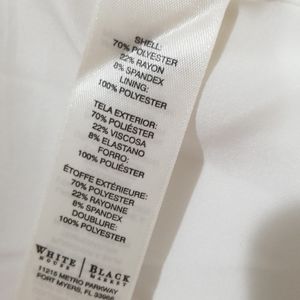 SHELL:
70% POLYESTER
22% RAYON
8% SPANDEX
LINING:
100% POLYESTER
TELA EXTERIOR:
70% POLIÉSTER
22% VISCOSA
8% ELASTANO
FORRO:
100% POLIÉSTER
ÉTOFFE EXTÉRIEURE:
70% POLYESTER
22% RAYONNE
8% SPANDEX
DOUBLURE:
100% POLYESTER
WHITE | BLACK
HOUSE | MARKET
11215 METRO PARKWAY
FORT MYERS, FL 33966